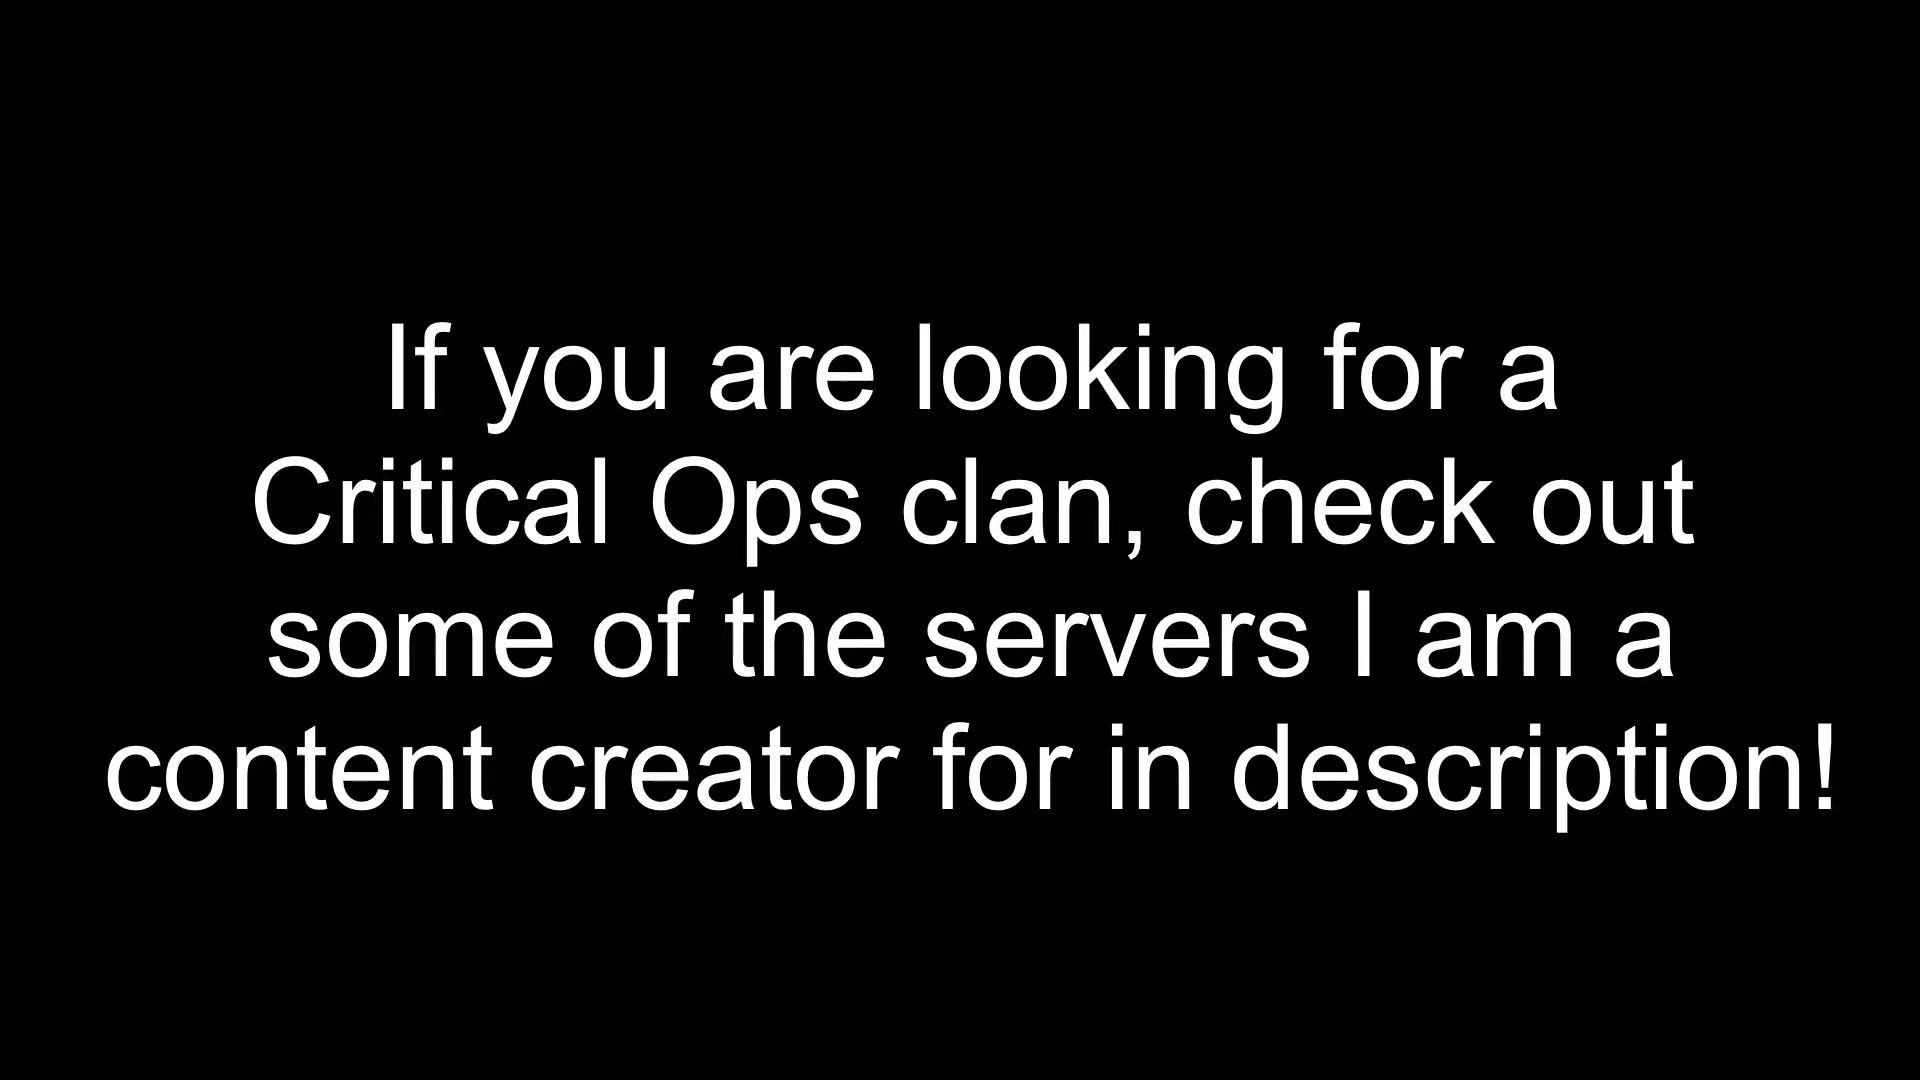 If you are looking for a
Critical Ops clan, check out
some of the servers I am a
content creator for in description!